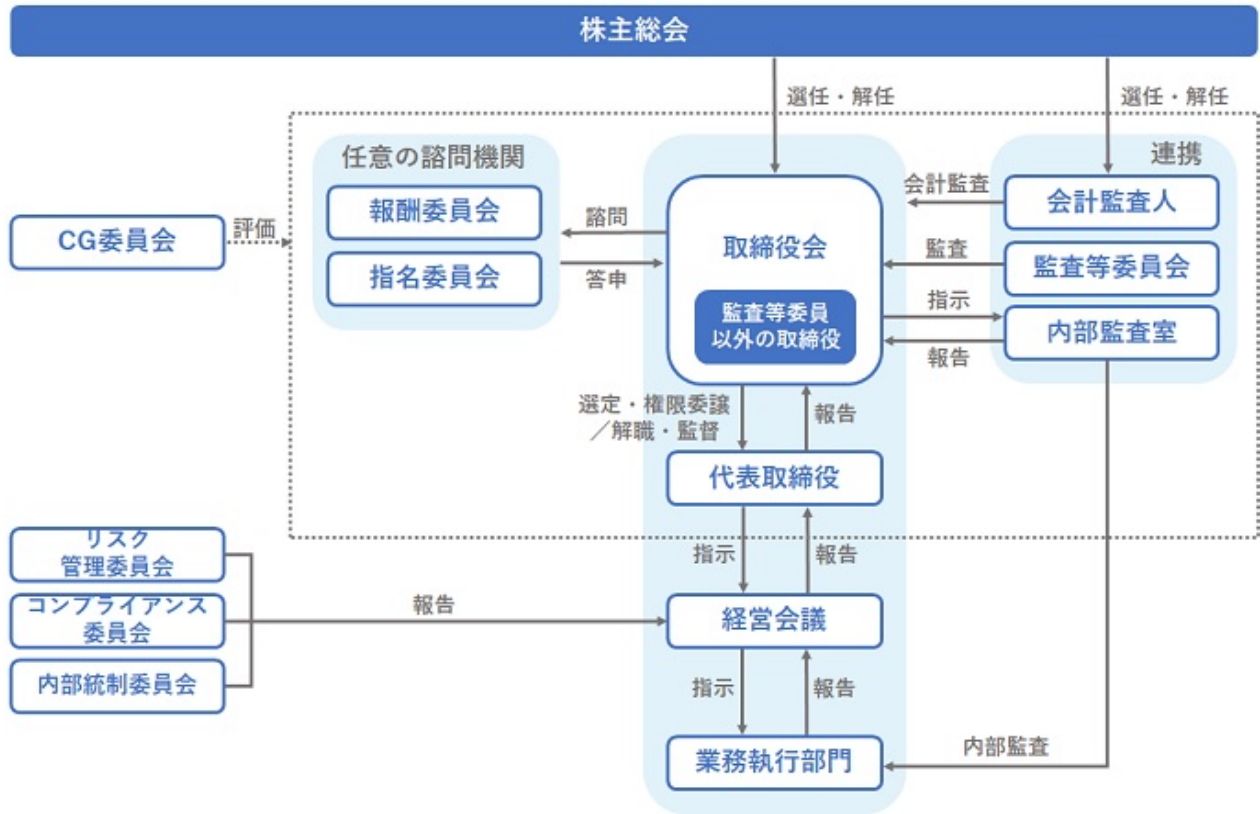 株主総会
選任・解任
選任・解任
任意の諮問機関
連携
報酬委員会
指名委員会
CG委員会
評価
諮問
答申
取締役会
監査等委員
以外の取締役
会計監査
監査
指示
報告
会計監査人
監査等委員会
内部監査室
選定・権限委譲
／解職・監督
報告
代表取締役
指示
報告
リスク
管理委員会
コンプライアンス
委員会
内部統制委員会
報告
経営会議
指示
報告
内部監査
業務執行部門